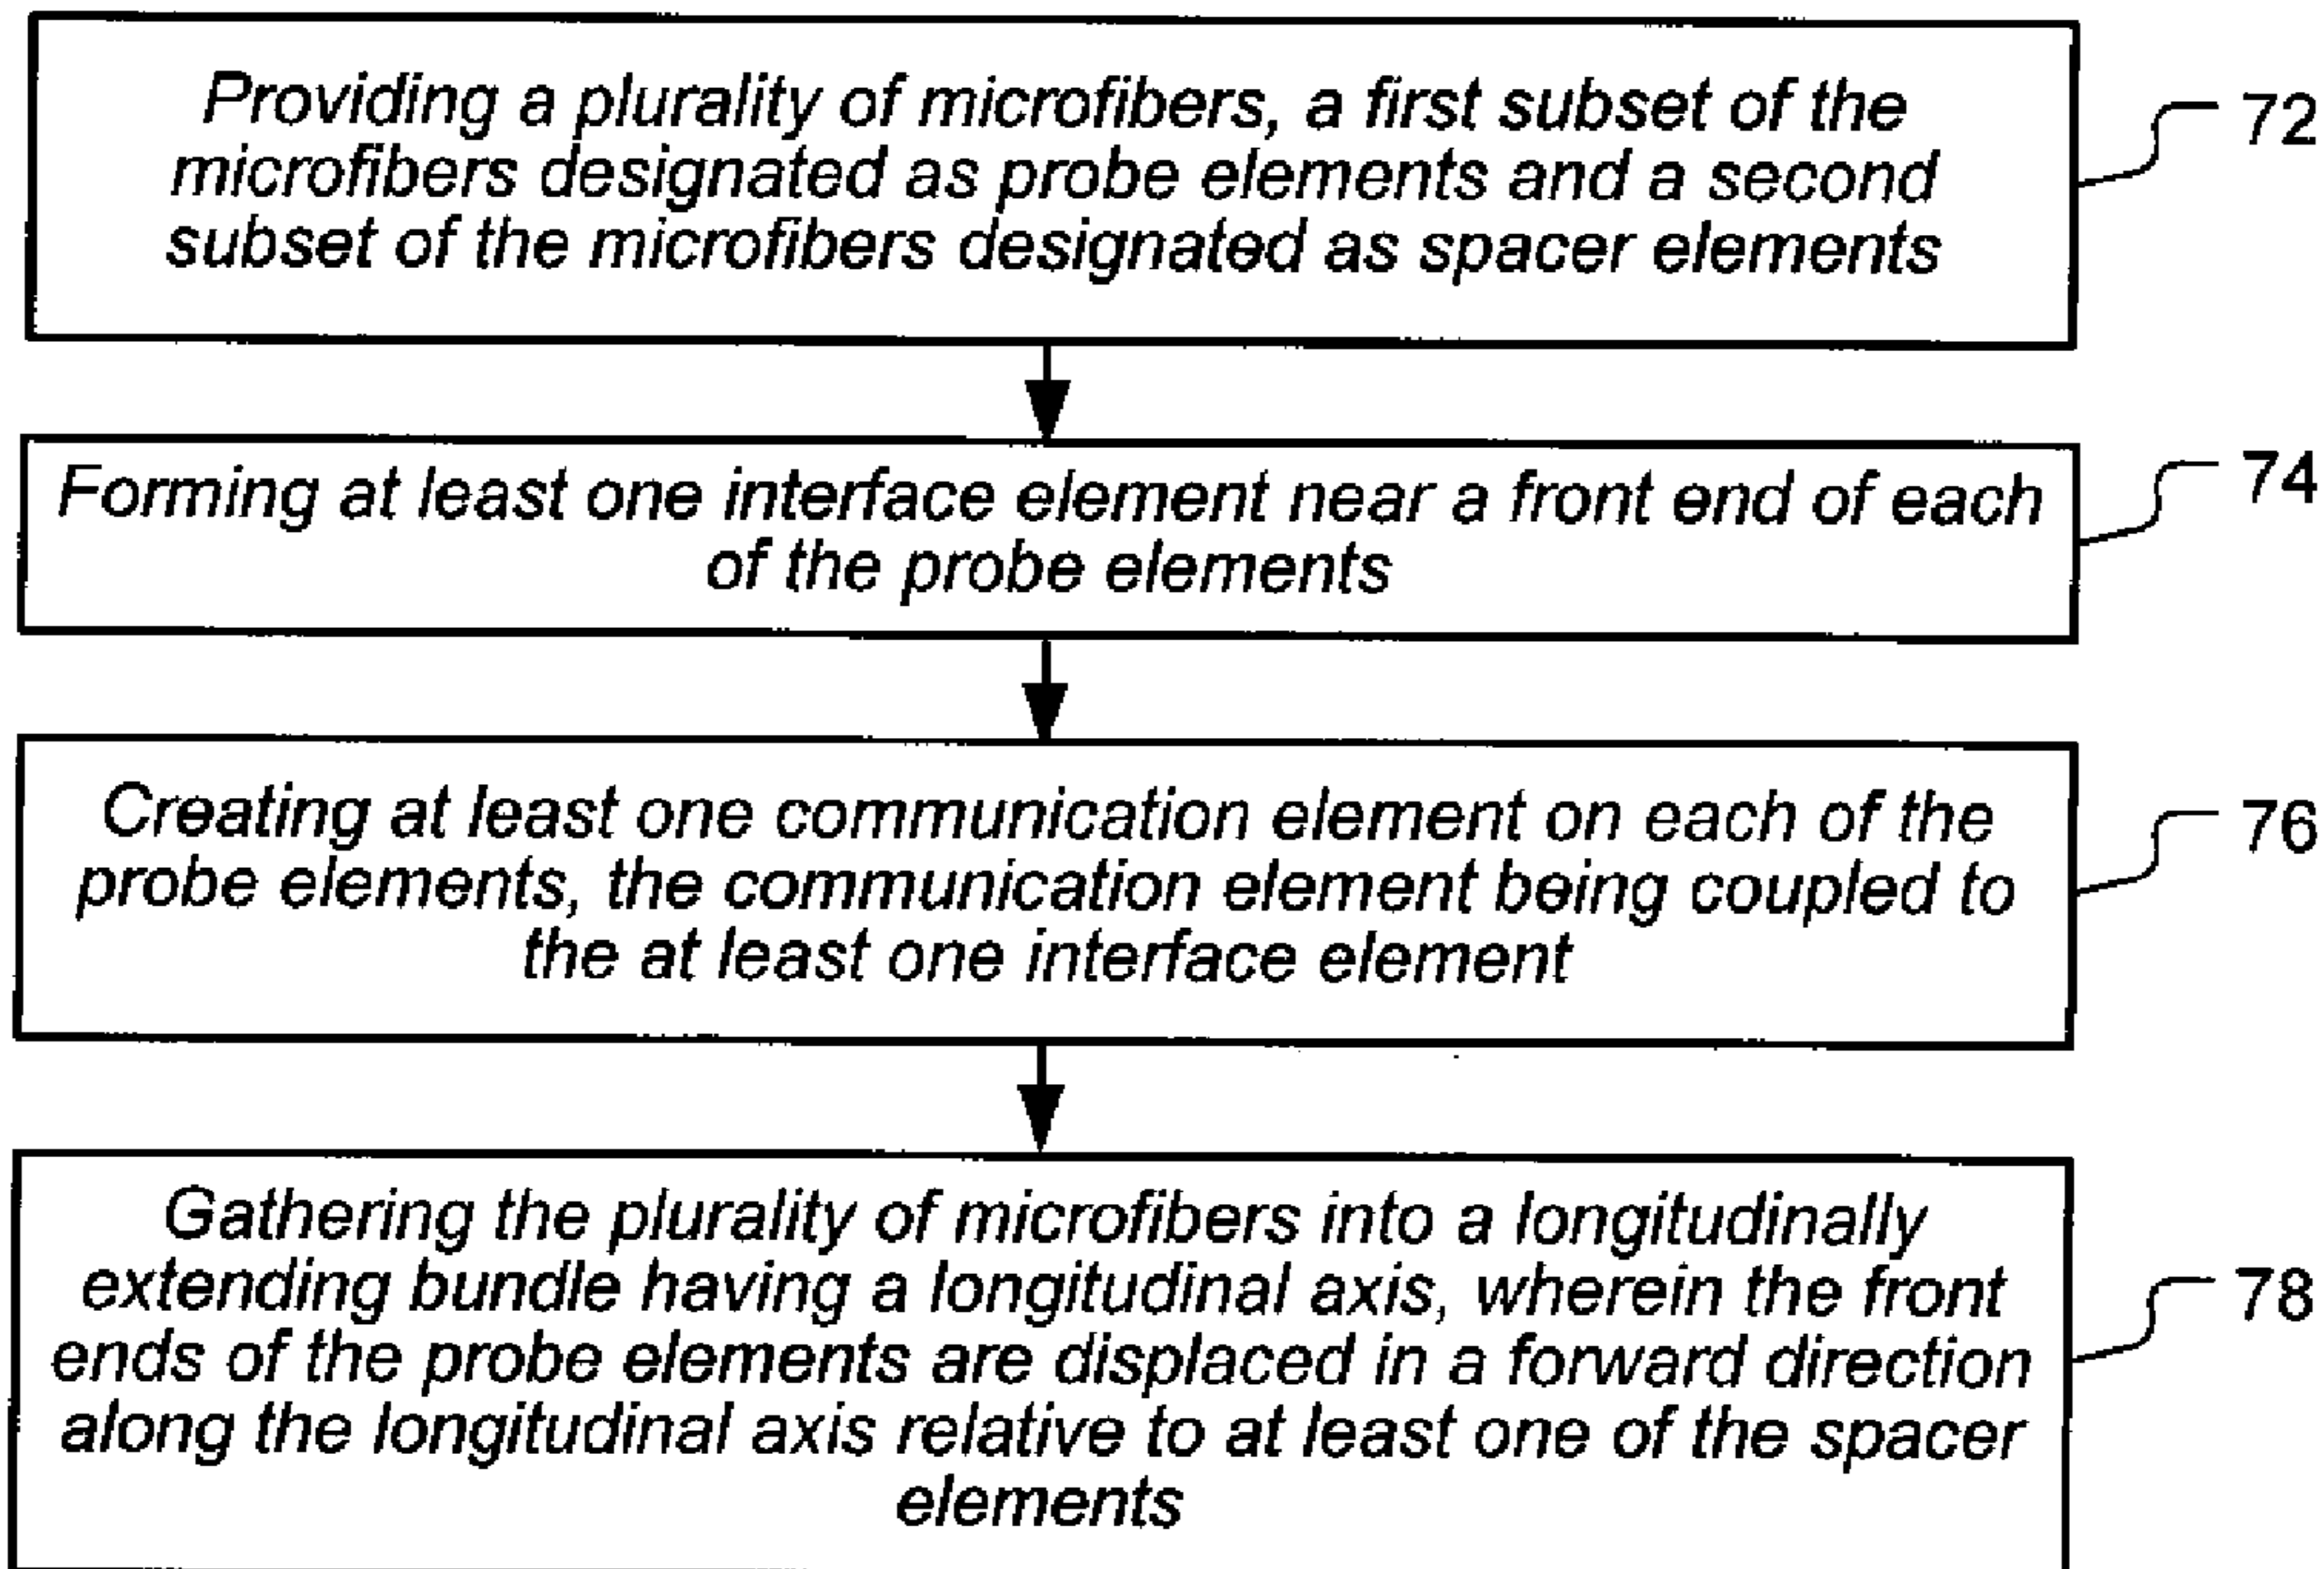 Providing a plurality of microfibers, a first subset of the
microfibers designated as probe elements and a second
subset of the microfibers designated as spacer elements
72
Forming at least one interface element near a front end of each
of the probe elements
74
Creating at least one communication element on each of the
probe elements, the communication element being coupled to
the at least one interface element
76
Gathering the plurality of microfibers into a longitudinally
extending bundle having a longitudinal axis, wherein the front
ends of the probe elements are displaced in a forward direction
along the longitudinal axis relative to at least one of the spacer
elements
78